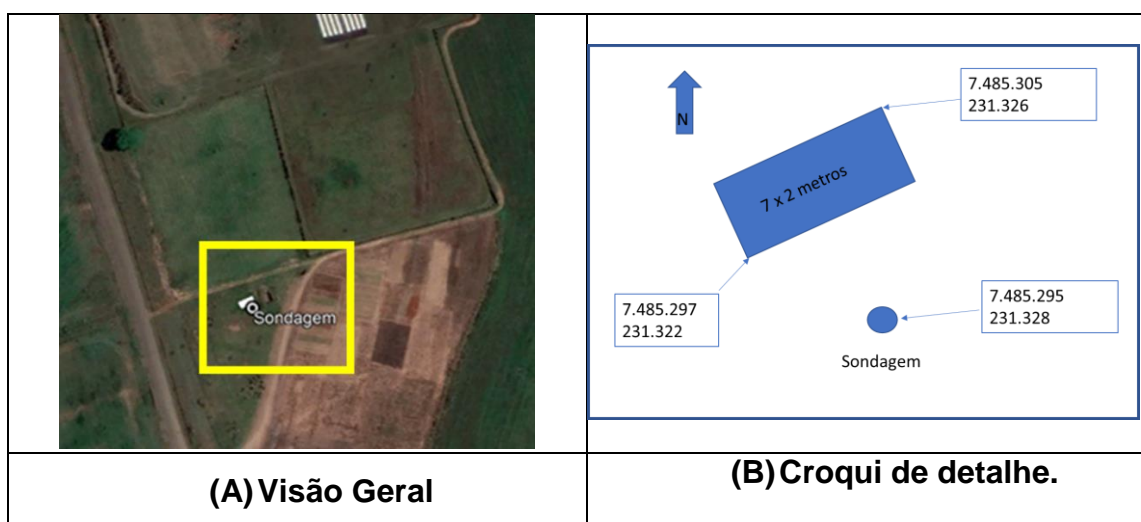 Sondagem
(A) Visão Geral
N
7 x 2 metros
7.485.305
231.326
7.485.297
231.322
7.485.295
231.328
Sondagem
(B) Croqui de detalhe.